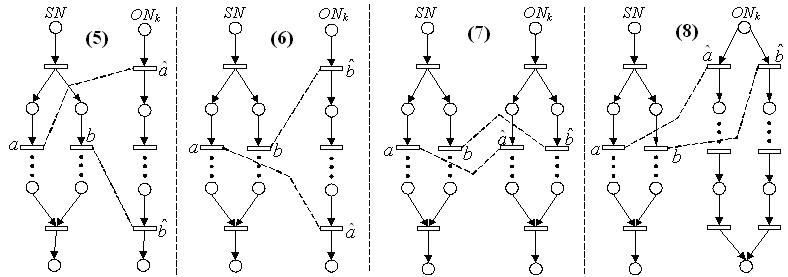 SN ON_k (5) â a b b̂
SN ON_k (6) b̂ a b â
SN ON_k (7) a b â b̂
SN ON_k (8) â b̂ a b